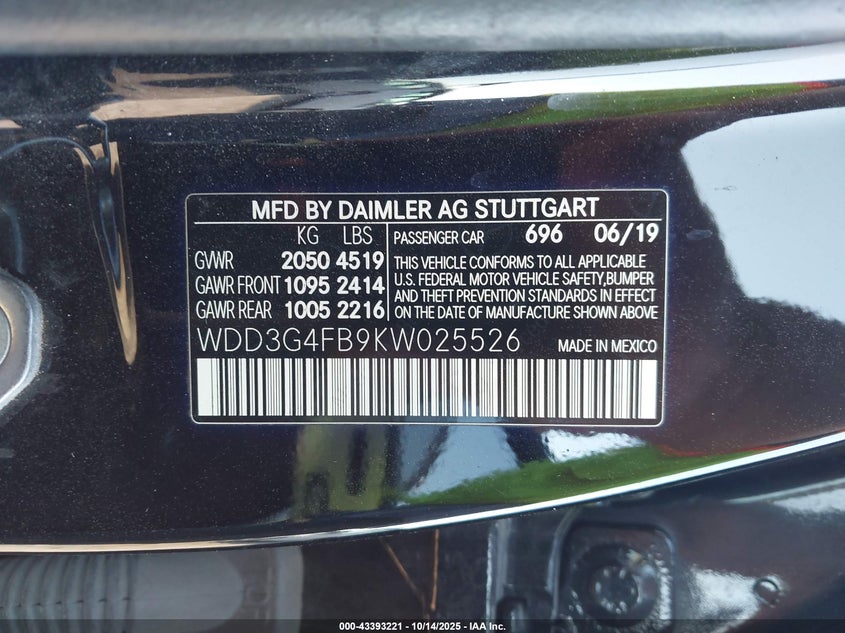 MFD BY DAIMLER AG STUTTGART
KG LBS
GVWR 2050 4519
GAWR FRONT 1095 2414
GAWR REAR 1005 2216
PASSENGER CAR 696 06/19
THIS VEHICLE CONFORMS TO ALL APPLICABLE
U.S. FEDERAL MOTOR VEHICLE SAFETY,BUMPER
AND THEFT PREVENTION STANDARDS IN EFFECT
ON THE DATE OF MANUFACTURE SHOWN ABOVE
WDD3G4FB9KW025526 MADE IN MEXICO
000-43393221 - 10/14/2025 - IAA Inc.